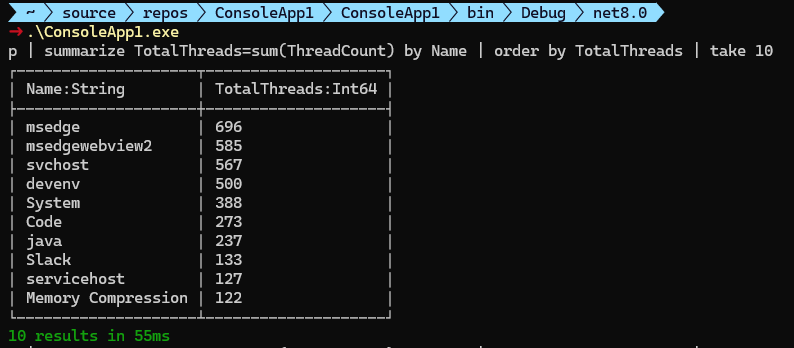 ~ source repos ConsoleApp1 ConsoleApp1 bin Debug net8.0
→ .\ConsoleApp1.exe
p | summarize TotalThreads=sum(ThreadCount) by Name | order by TotalThreads | take 10
Name:String | TotalThreads:Int64
msedge | 696
msedgewebview2 | 585
svchost | 567
devenv | 500
System | 388
Code | 273
java | 237
Slack | 133
servicehost | 127
Memory Compression | 122
10 results in 55ms